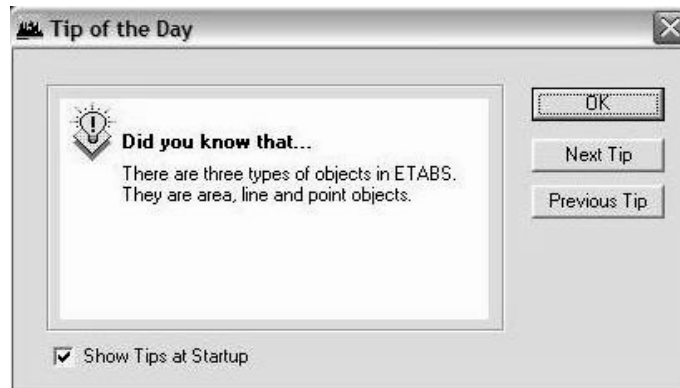 Tip of the Day
Did you know that...
There are three types of objects in ETABS.
They are area, line and point objects.
OK
Next Tip
Previous Tip
Show Tips at Startup